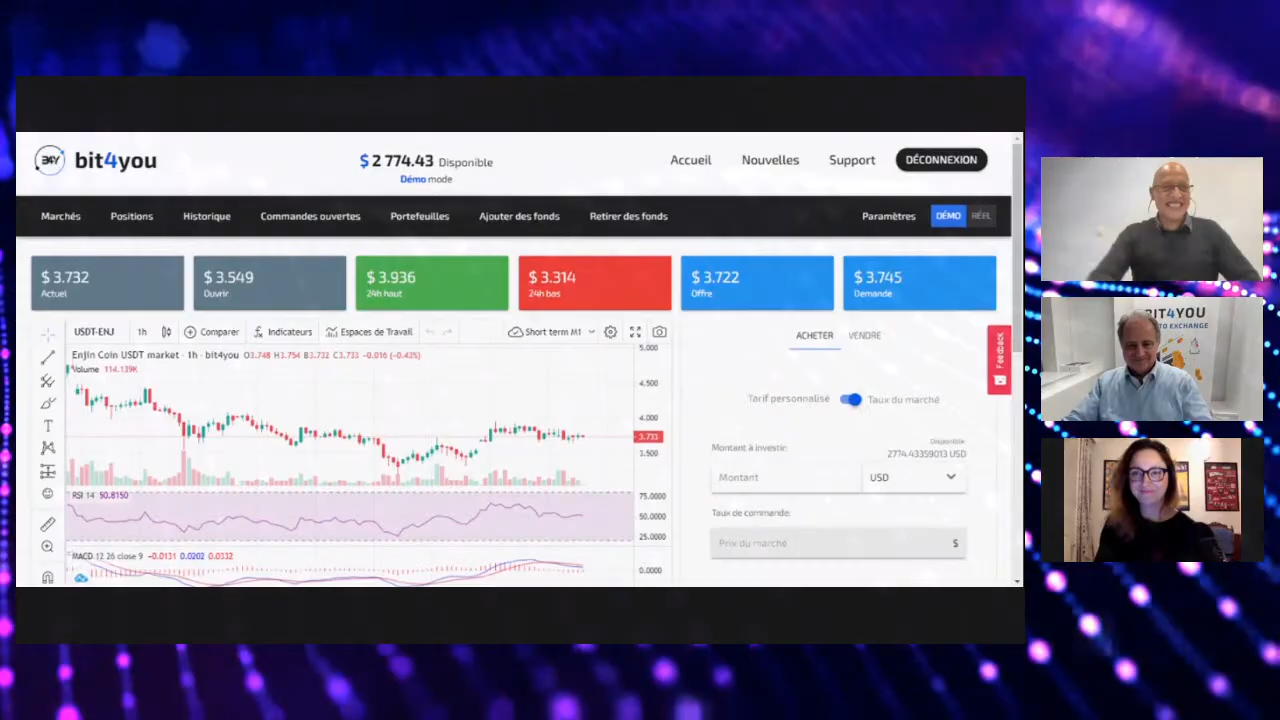 34Y bit4you
$ 2 774.43 Disponible
Démo mode
Accueil Nouvelles Support DÉCONNEXION
Marchés Positions Historique Commandes ouvertes Portefeuilles Ajouter des fonds Retirer des fonds Paramètres DÉMO RÉEL
$ 3.732
Actuel
$ 3.549
Ouvrir
$ 3.936
24h haut
$ 3.314
24h bas
$ 3.722
Offre
$ 3.745
Demande
USDT-ENJ 1h Comparer Indicateurs Espaces de Travail Short term M1
Enjin Coin USDT market · 1h · bit4you O3.748 H3.754 B3.732 C3.733 -0.016 (-0.43%)
Volume 114.139K
5.000
4.500
4.000
3.733
3.500
RSI 14 50.8150
75.0000
50.0000
25.0000
MACD 12 26 close 9 -0.0131 0.0202 0.0332
0.0000
ACHETER VENDRE
Tarif personnalisé Taux du marché
Montant à investir:
Disponible
2774.43359013 USD
Montant USD
Taux de commande:
Prix du marché $
Feedback
BIT4YOU
TO EXCHANGE